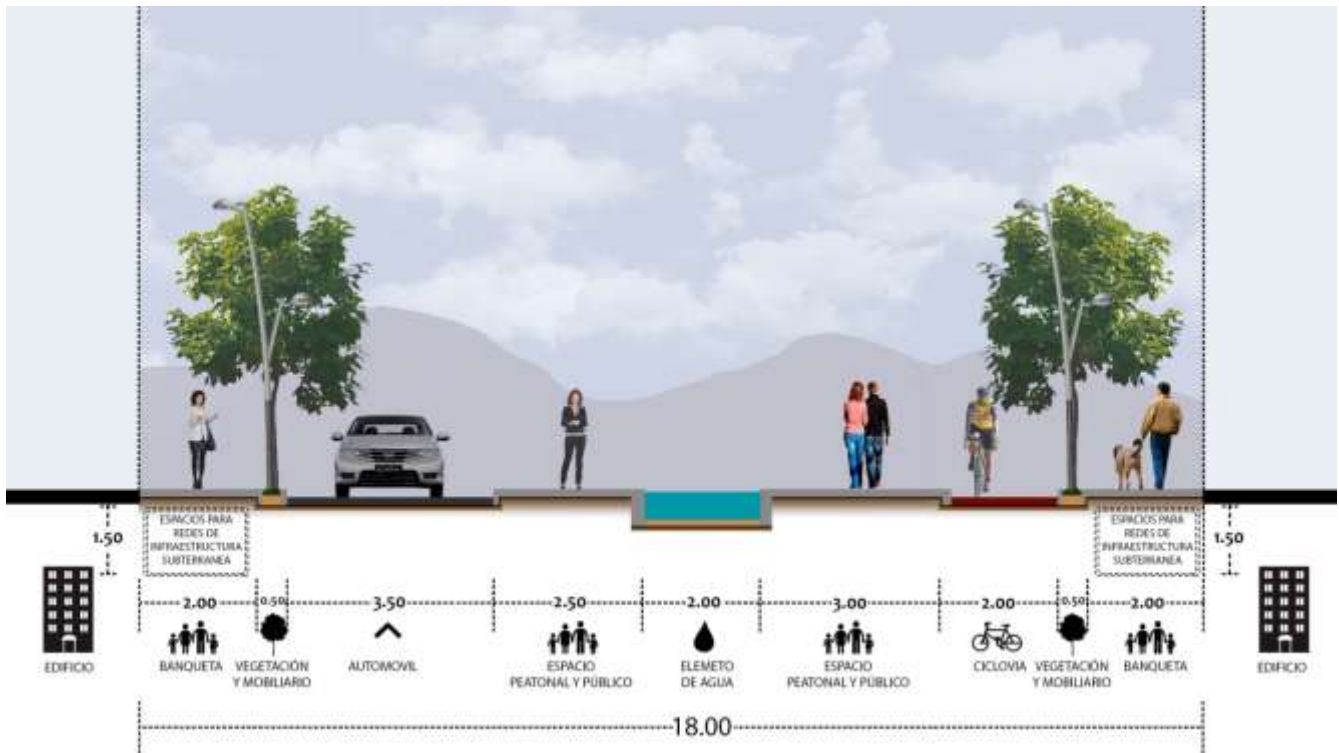 ESPACIOS PARA
REDES DE
INFRAESTRUCTURA
SUBTERRANEA
1.50
ESPACIOS PARA
REDES DE
INFRAESTRUCTURA
SUBTERRANEA
1.50
2.00
0.50
3.50
2.50
2.00
3.00
2.00
0.50
2.00
EDIFICIO
BANQUETA
VEGETACIÓN
Y MOBILIARIO
AUTOMOVIL
ESPACIO
PEATONAL Y PÚBLICO
ELEMETO
DE AGUA
ESPACIO
PEATONAL Y PÚBLICO
CICLOVIA
VEGETACIÓN
Y MOBILIARIO
BANQUETA
EDIFICIO
18.00